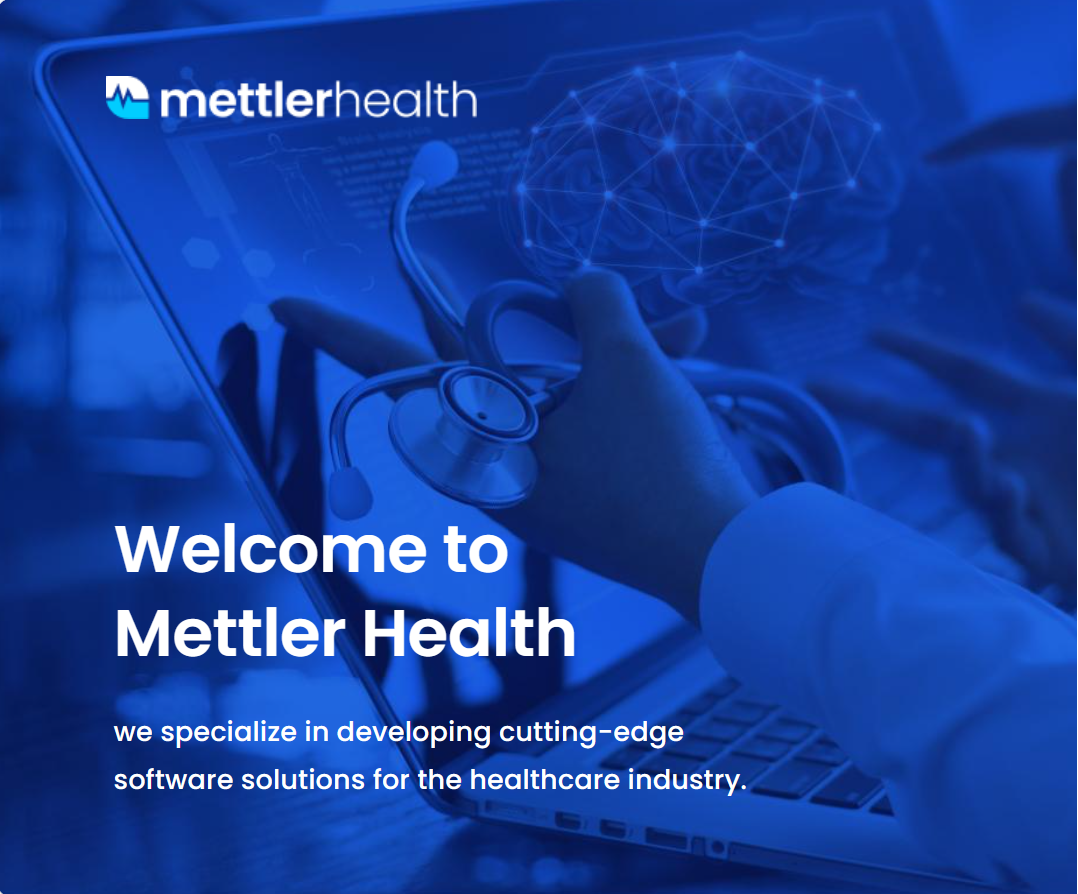 mettlerhealth
Welcome to
Mettler Health
we specialize in developing cutting-edge
software solutions for the healthcare industry.